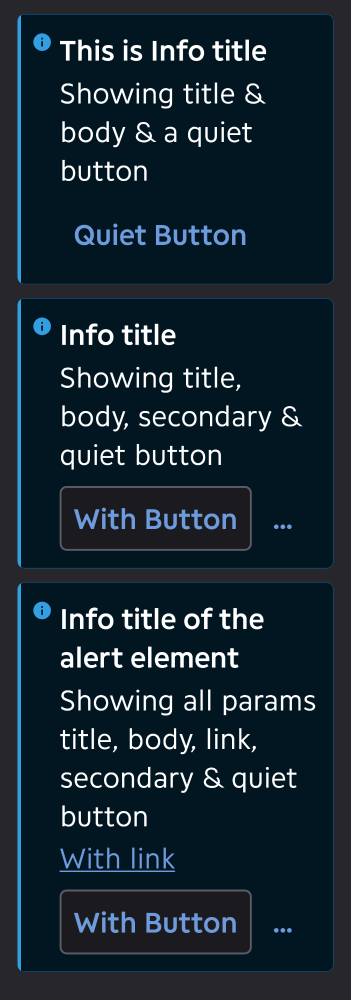 This is Info title
Showing title &
body & a quiet
button
Quiet Button
Info title
Showing title,
body, secondary &
quiet button
With Button ...
Info title of the
alert element
Showing all params
title, body, link,
secondary & quiet
button
With link
With Button ...